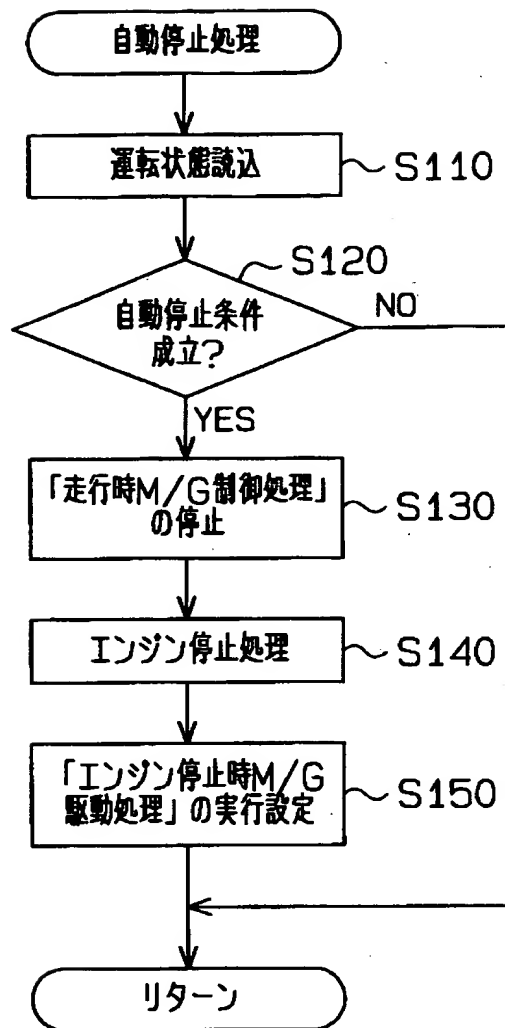 自動停止処理
運転状態読込
S110
S120
自動停止条件
成立?
NO
YES
「走行時M/G制御処理」
の停止
S130
エンジン停止処理
S140
「エンジン停止時M/G
駆動処理」の実行設定
S150
リターン